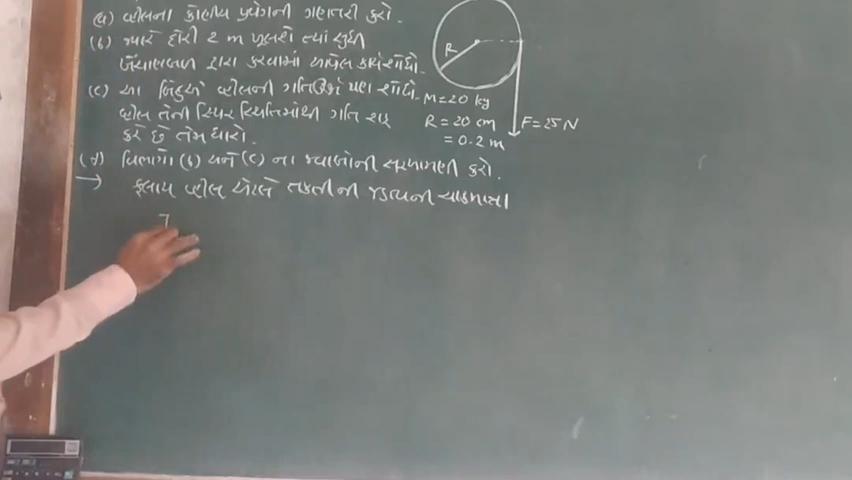 (a) વ્હીલના કોણીય પ્રવેગની ગણતરી કરો.
(b) જ્યારે દોરી 2 m ખૂલશે ત્યાં સુધી
ખેંચાણબળ દ્વારા કરવામાં આવેલ કાર્ય શોધો.
(c) આ બિંદુએ વ્હીલની ગતિઊર્જા પણ શોધો.
વ્હીલ તેની સ્થિર સ્થિતિમાંથી ગતિ શરૂ
કરે છે તેમ ધારો.
(d) વિભાગો (b) અને (c) ના જવાબોની સરખામણી કરો.
→ ફ્લાય વ્હીલ એટલે તકતીની જડત્વની ચાકમાત્રા
R
M = 20 kg
R = 20 cm
= 0.2 m
F = 25 N